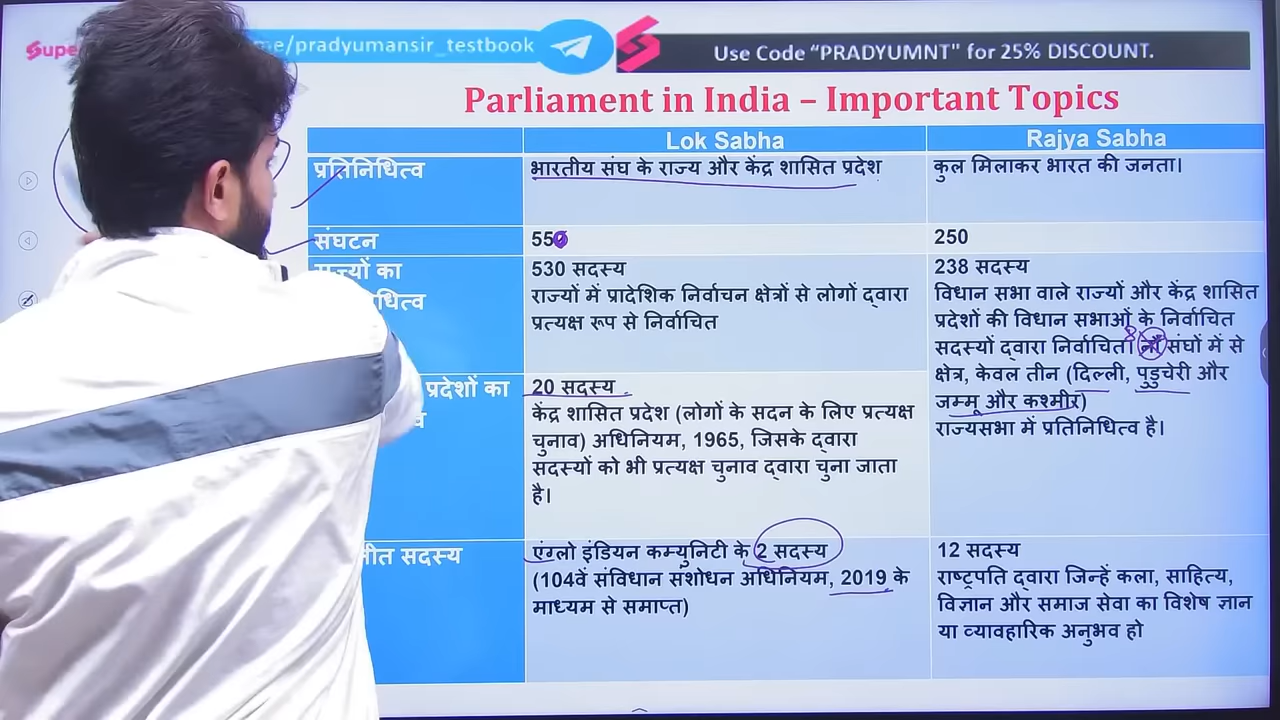 Supe
me/pradyumansir_testbook
Use Code “PRADYUMNT" for 25% DISCOUNT.
Parliament in India – Important Topics
Lok Sabha
Rajya Sabha
प्रतिनिधित्व
भारतीय संघ के राज्य और केंद्र शासित प्रदेश
कुल मिलाकर भारत की जनता।
संघटन
550
250
राज्यों का
530 सदस्य
राज्यों में प्रादेशिक निर्वाचन क्षेत्रों से लोगों द्वारा
प्रत्यक्ष रूप से निर्वाचित
238 सदस्य
विधान सभा वाले राज्यों और केंद्र शासित
प्रदेशों की विधान सभाओं के निर्वाचित
सदस्यों द्वारा निर्वाचित। 8 नौ संघों में से
क्षेत्र, केवल तीन (दिल्ली, पुडुचेरी और
जम्मू और कश्मीर)
राज्यसभा में प्रतिनिधित्व है।
प्रदेशों का
20 सदस्य
केंद्र शासित प्रदेश (लोगों के सदन के लिए प्रत्यक्ष
चुनाव) अधिनियम, 1965, जिसके द्वारा
सदस्यों को भी प्रत्यक्ष चुनाव द्वारा चुना जाता
है।
सदस्य
एंग्लो इंडियन कम्युनिटी के 2 सदस्य
(104वें संविधान संशोधन अधिनियम, 2019 के
माध्यम से समाप्त)
12 सदस्य
राष्ट्रपति द्वारा जिन्हें कला, साहित्य,
विज्ञान और समाज सेवा का विशेष ज्ञान
या व्यावहारिक अनुभव हो